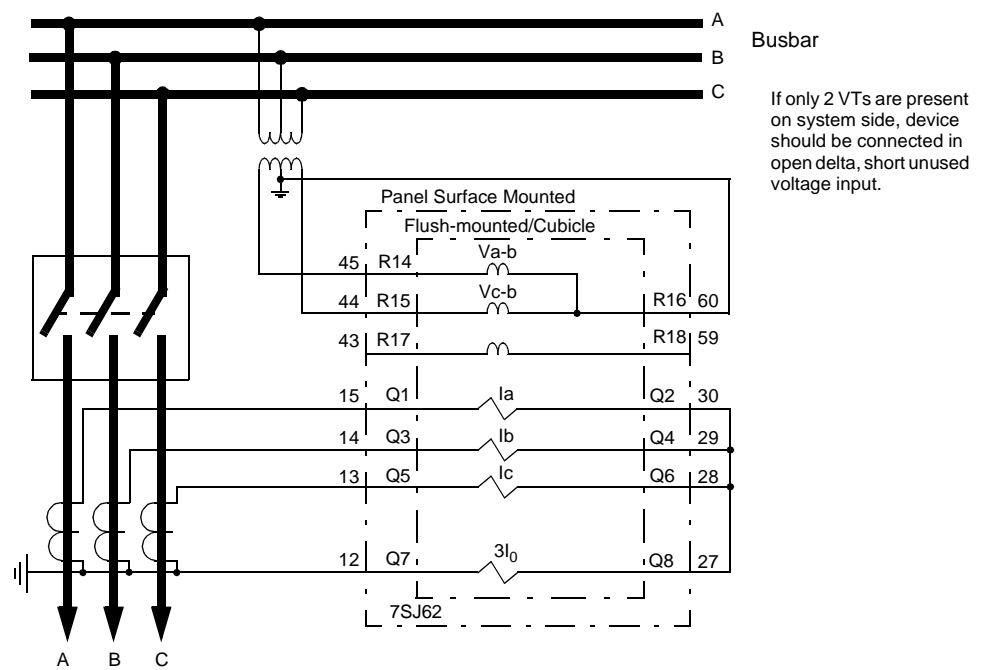 A
Busbar
B
C
If only 2 VTs are present
on system side, device
should be connected in
open delta, short unused
voltage input.
Panel Surface Mounted
Flush-mounted/Cubicle
45 R14 Va-b
44 R15 Vc-b R16 60
43 R17 R18 59
15 Q1 Ia Q2 30
14 Q3 Ib Q4 29
13 Q5 Ic Q6 28
12 Q7 3I0 Q8 27
7SJ62
A B C